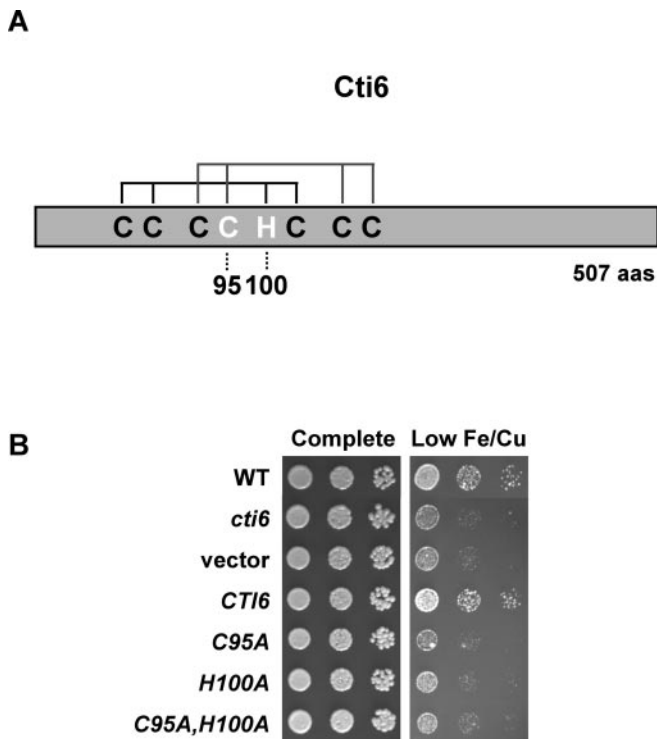 A
Cti6
C C C C H C C C
95 100
507 aas
B
Complete Low Fe/Cu
WT
cti6
vector
CTI6
C95A
H100A
C95A,H100A